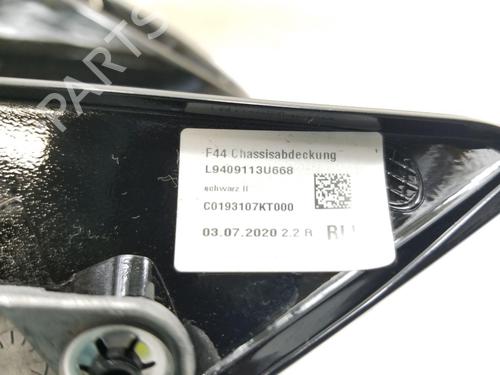 F44 Chassisabdeckung
L9409113U668
schwarz II
C0193107KT000
03.07.2020 2.2 R
B-PARTS